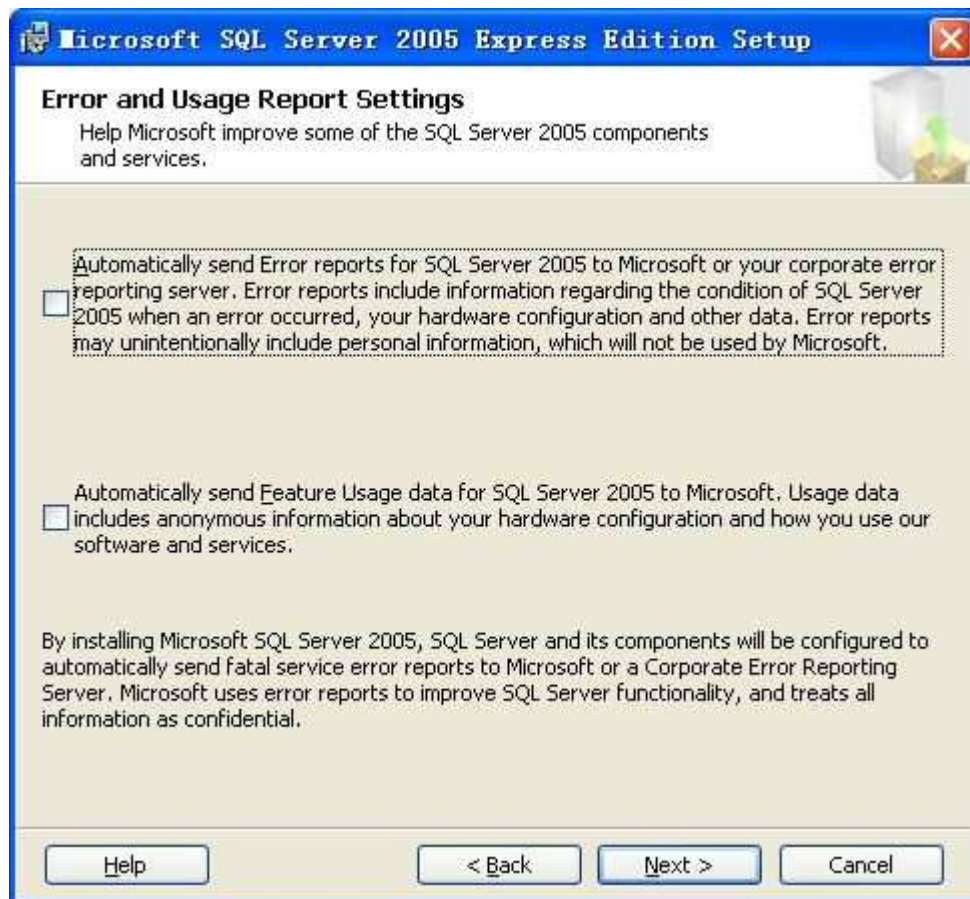 Microsoft SQL Server 2005 Express Edition Setup
Error and Usage Report Settings
Help Microsoft improve some of the SQL Server 2005 components
and services.
Automatically send Error reports for SQL Server 2005 to Microsoft or your corporate error
reporting server. Error reports include information regarding the condition of SQL Server
2005 when an error occurred, your hardware configuration and other data. Error reports
may unintentionally include personal information, which will not be used by Microsoft.
Automatically send Feature Usage data for SQL Server 2005 to Microsoft. Usage data
includes anonymous information about your hardware configuration and how you use our
software and services.
By installing Microsoft SQL Server 2005, SQL Server and its components will be configured to
automatically send fatal service error reports to Microsoft or a Corporate Error Reporting
Server. Microsoft uses error reports to improve SQL Server functionality, and treats all
information as confidential.
Help < Back Next > Cancel